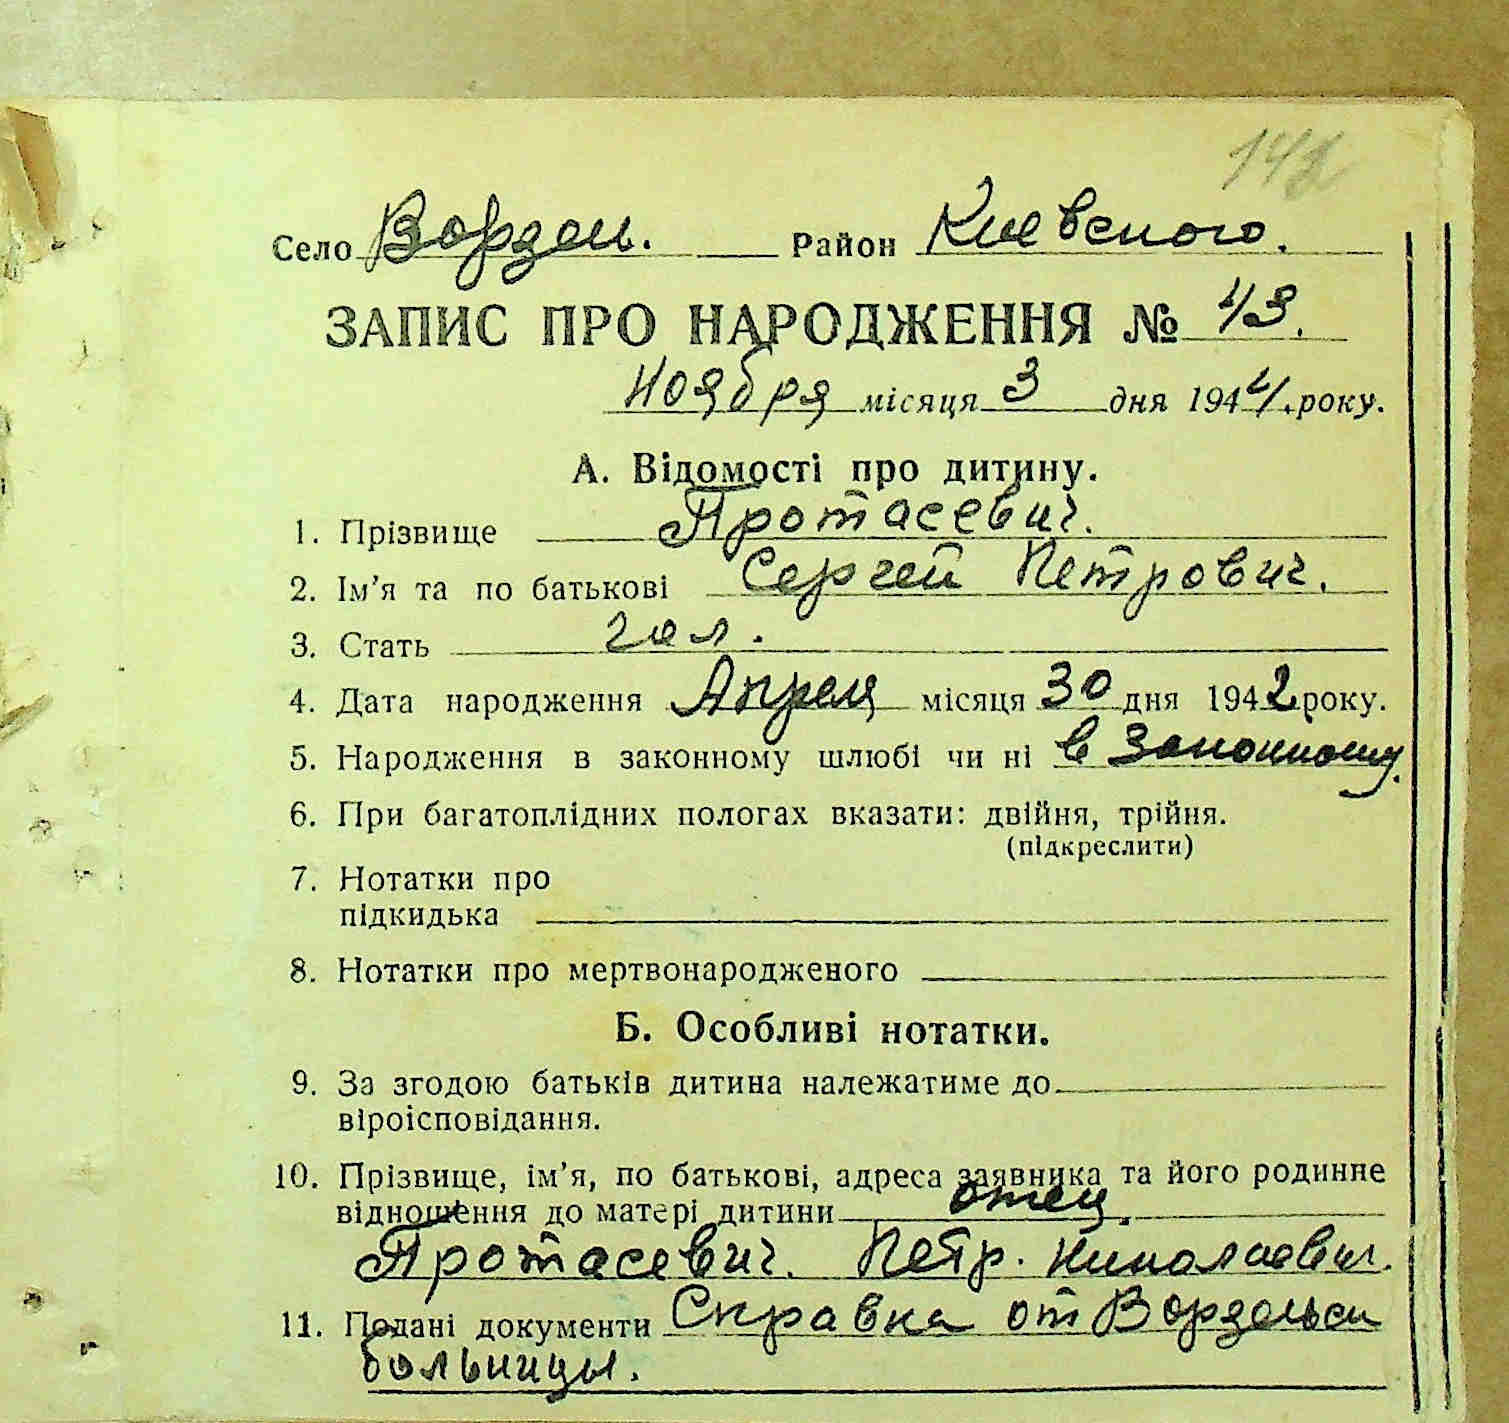 142
Село Ворзель. Район Киевского.
ЗАПИС ПРО НАРОДЖЕННЯ № 43.
Ноября місяця 3 дня 1944 року.
А. Відомості про дитину.
1. Прізвище Протасевич.
2. Ім'я та по батькові Сергей Петрович.
3. Стать
4. Дата народження Апреля місяця 30 дня 1942 року.
5. Народження в законному шлюбі чи ні в законному.
6. При багатоплідних пологах вказати: двійня, трійня.
(підкреслити)
7. Нотатки про
підкидька
8. Нотатки про мертвонародженого
Б. Особливі нотатки.
9. За згодою батьків дитина належатиме до
віроісповідання.
10. Прізвище, ім'я, по батькові, адреса заявника та його родинне
відношення до матері дитини отец.
Протасевич. Петр. Николаевич.
11. Подані документи Справка от Ворзельск
больницы.